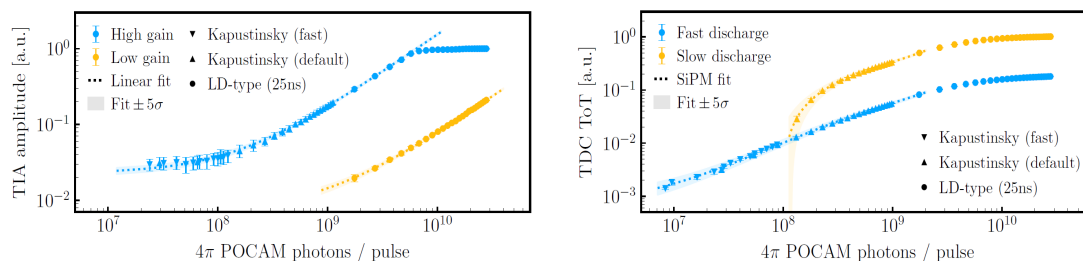 TIA amplitude [a.u.]
10⁰
10⁻¹
10⁻²
High gain
Low gain
Linear fit
Fit ± 5σ
Kapustinsky (fast)
Kapustinsky (default)
LD-type (25ns)
10⁷
10⁸
10⁹
10¹⁰
4π POCAM photons / pulse
TDC ToT [a.u.]
10⁰
10⁻¹
10⁻²
10⁻³
Fast discharge
Slow discharge
SiPM fit
Fit ± 5σ
Kapustinsky (fast)
Kapustinsky (default)
LD-type (25ns)
10⁷
10⁸
10⁹
10¹⁰
4π POCAM photons / pulse